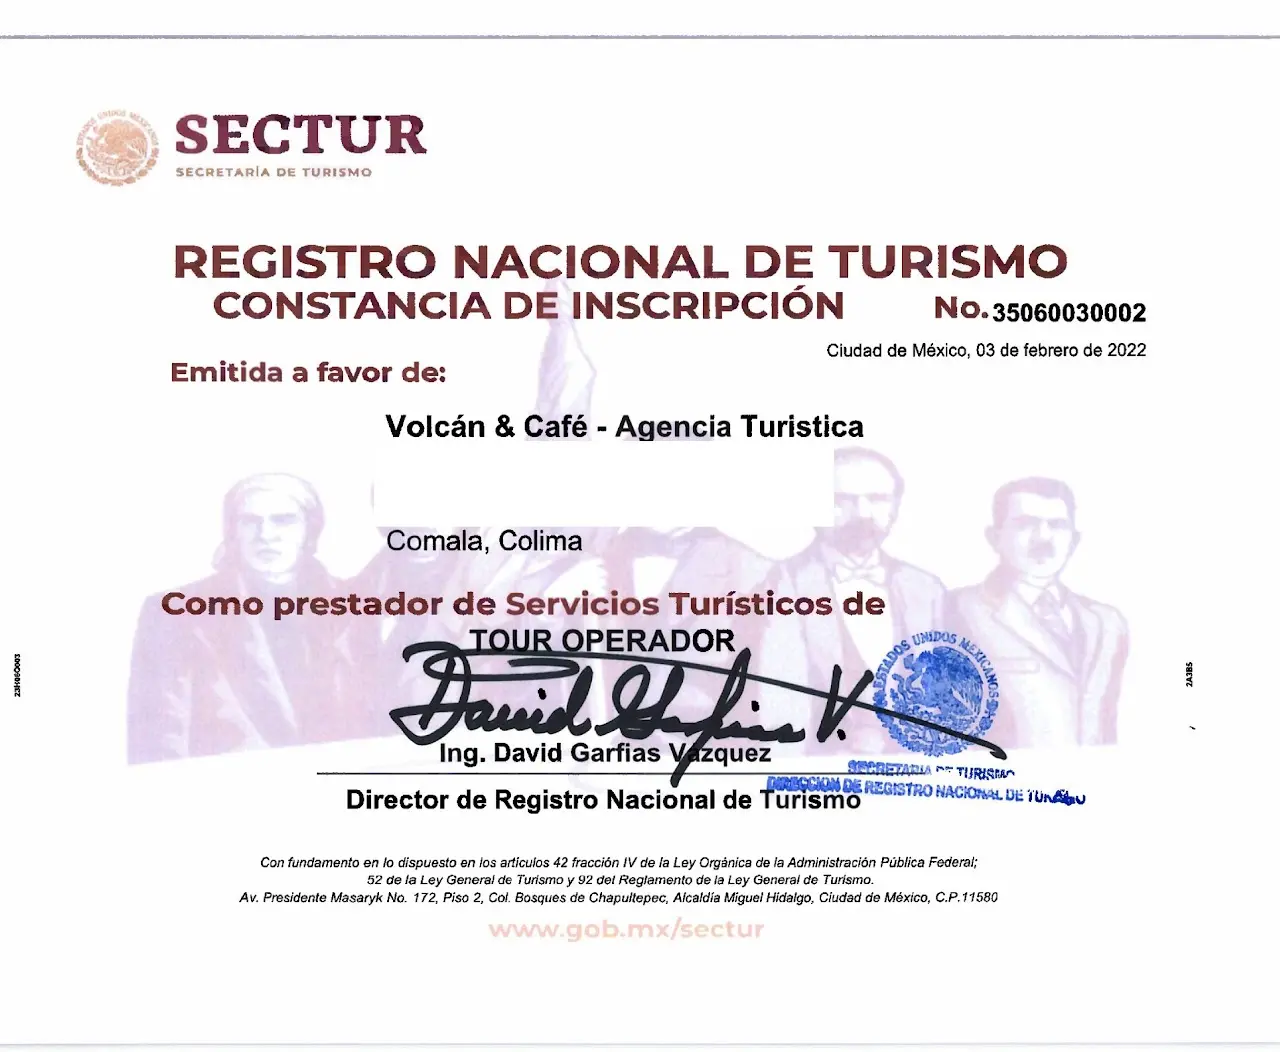 SECTUR
SECRETARÍA DE TURISMO
ESTADOS UNIDOS MEXICANOS
REGISTRO NACIONAL DE TURISMO
CONSTANCIA DE INSCRIPCIÓN No. 35060030002
Ciudad de México, 03 de febrero de 2022
Emitida a favor de:
Volcán & Café - Agencia Turistica
Comala, Colima
Como prestador de Servicios Turísticos de
TOUR OPERADOR
David Garfias V.
ESTADOS UNIDOS MEXICANOS
Ing. David Garfias Vázquez
SECRETARIA DE TURISMO
DIRECCION DE REGISTRO NACIONAL DE TURISMO
Director de Registro Nacional de Turismo
23H06O003
2A3B5
Con fundamento en lo dispuesto en los artículos 42 fracción IV de la Ley Orgánica de la Administración Pública Federal;
52 de la Ley General de Turismo y 92 del Reglamento de la Ley General de Turismo.
Av. Presidente Masaryk No. 172, Piso 2, Col. Bosques de Chapultepec, Alcaldía Miguel Hidalgo, Ciudad de México, C.P.11580
www.gob.mx/sectur